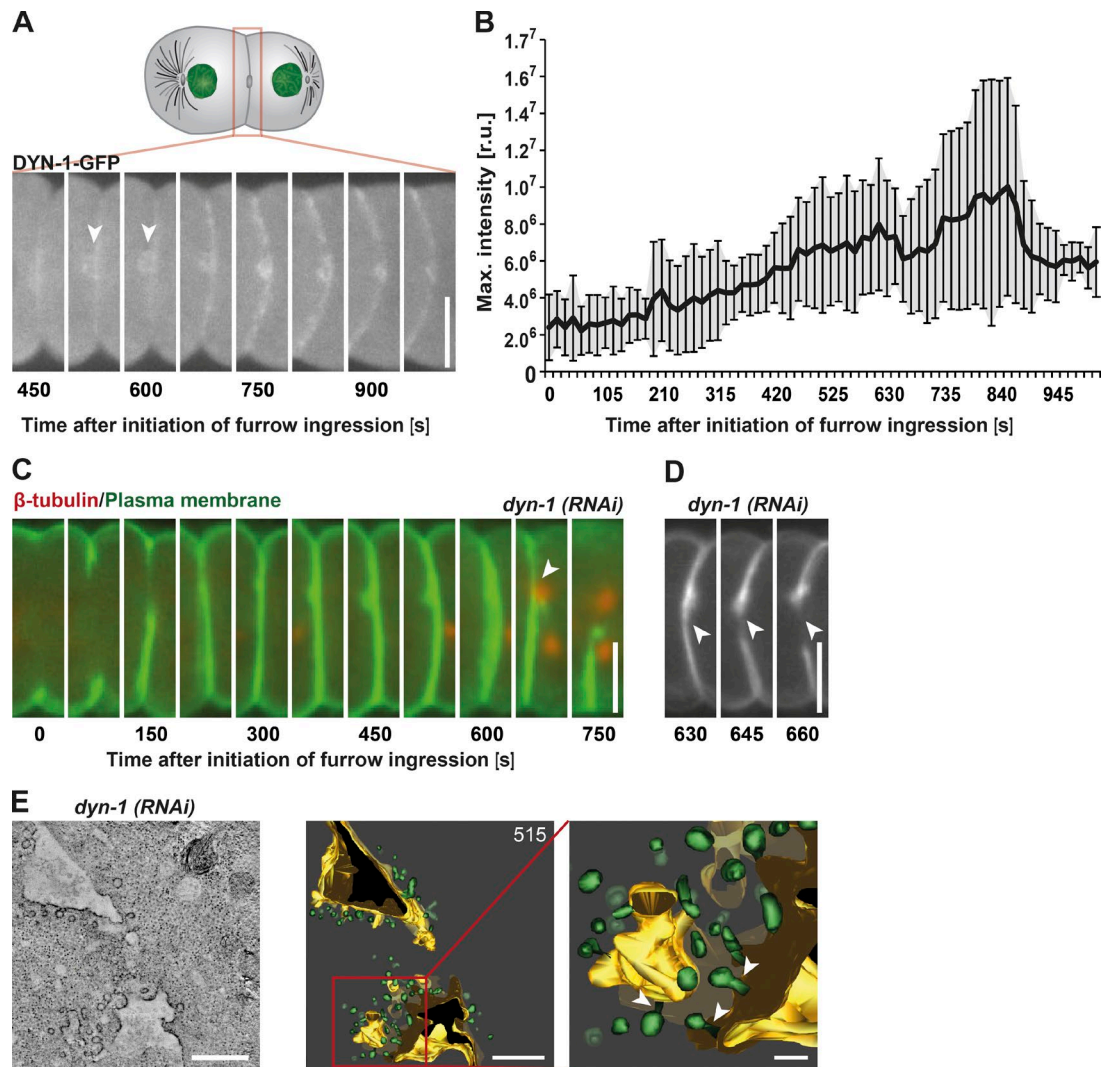 A
DYN-1-GFP
450 600 750 900
Time after initiation of furrow ingression [s]
B
Max. intensity [r.u.]
1.7⁷
1.6⁷
1.4⁷
1.2⁷
1.0⁷
8.0⁶
6.0⁶
4.0⁶
2.0⁶
0
0 105 210 315 420 525 630 735 840 945
Time after initiation of furrow ingression [s]
C
β-tubulin/Plasma membrane
dyn-1 (RNAi)
0 150 300 450 600 750
Time after initiation of furrow ingression [s]
D
dyn-1 (RNAi)
630 645 660
E
dyn-1 (RNAi)
515